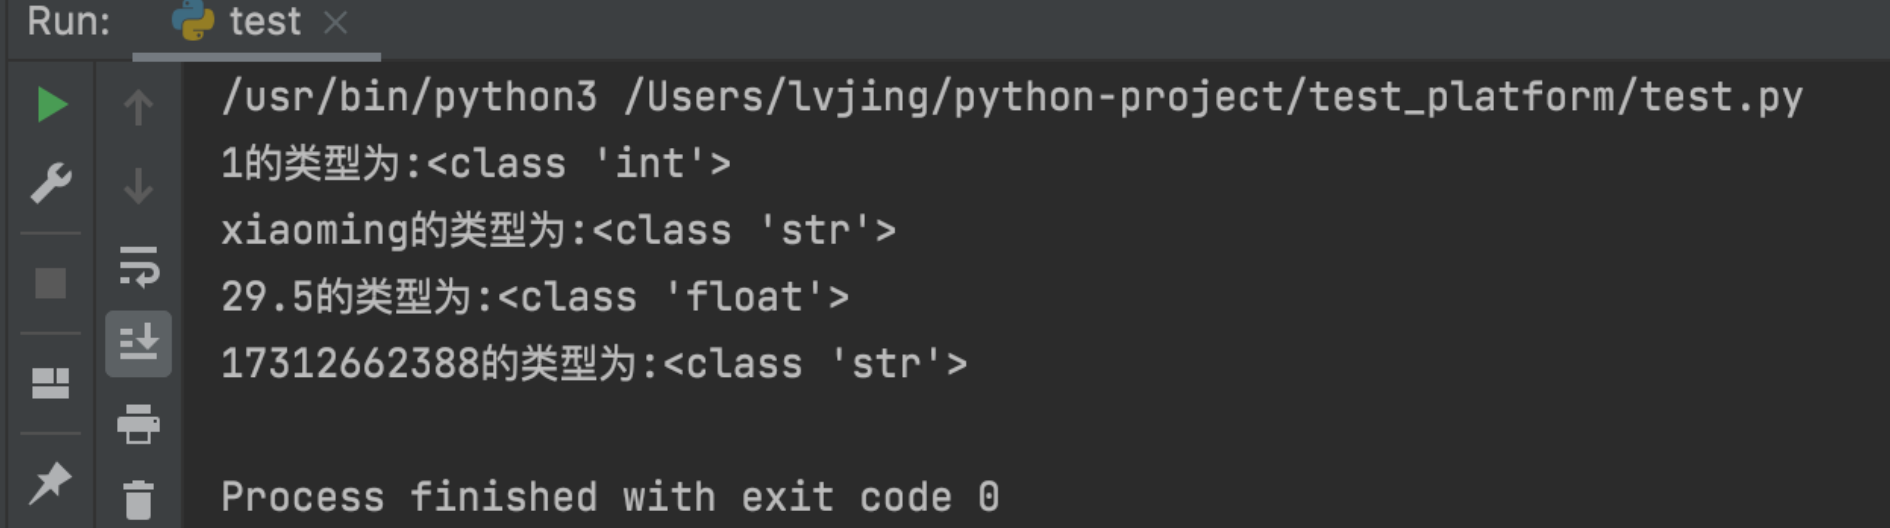 Run: test
/usr/bin/python3 /Users/lvjing/python-project/test_platform/test.py
1的类型为:<class 'int'>
xiaoming的类型为:<class 'str'>
29.5的类型为:<class 'float'>
17312662388的类型为:<class 'str'>
Process finished with exit code 0